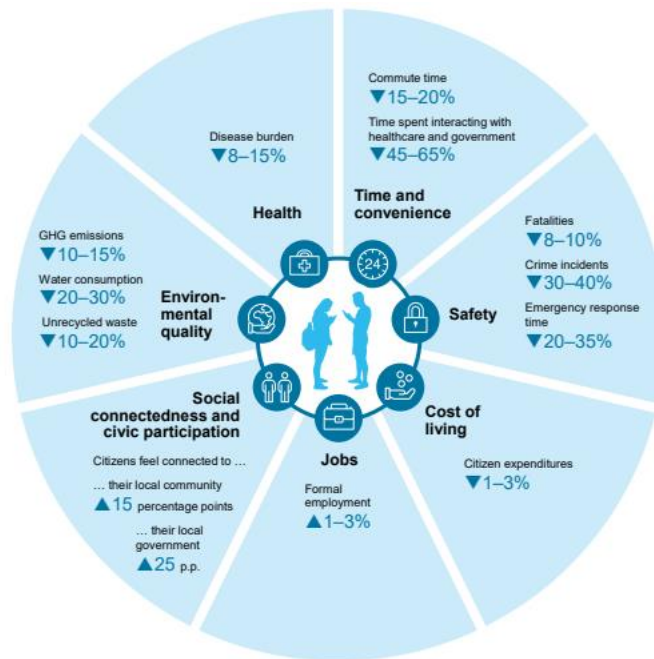 Commute time
▼15–20%
Time spent interacting with
healthcare and government
▼45–65%
Time and
convenience
24
Fatalities
▼8–10%
Crime incidents
▼30–40%
Emergency response
time
▼20–35%
Safety
Cost of
living
Citizen expenditures
▼1–3%
Jobs
Formal
employment
▲1–3%
Social
connectedness and
civic participation
Citizens feel connected to …
… their local community
▲15 percentage points
… their local
government
▲25 p.p.
GHG emissions
▼10–15%
Water consumption
▼20–30%
Unrecycled waste
▼10–20%
Environ-
mental
quality
Disease burden
▼8–15%
Health